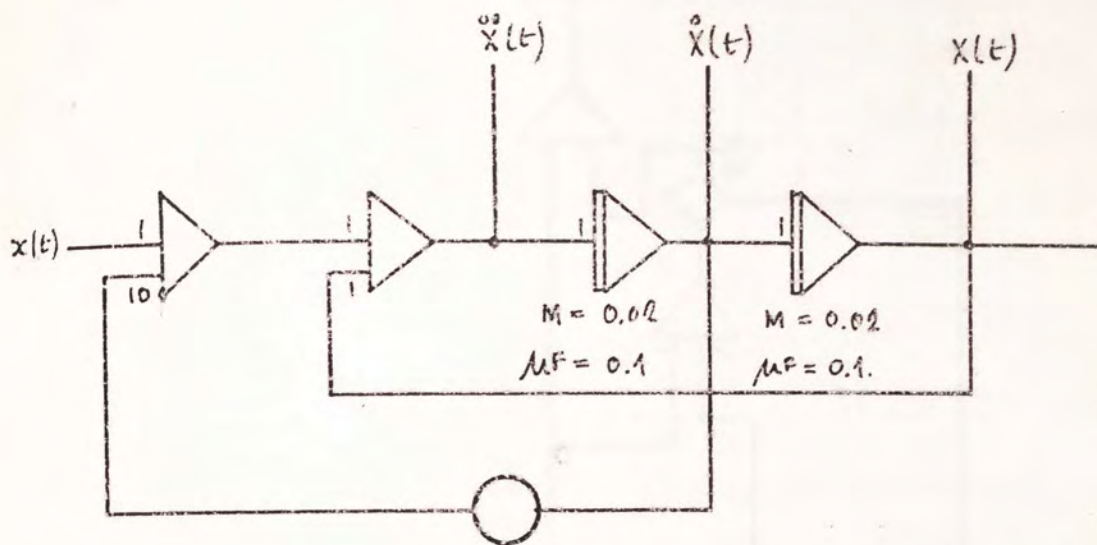 ẍ(t)
ẋ(t)
X(t)
x(t)
1
10
1
1
1
M = 0.02
μF = 0.1
1
M = 0.02
μF = 0.1.